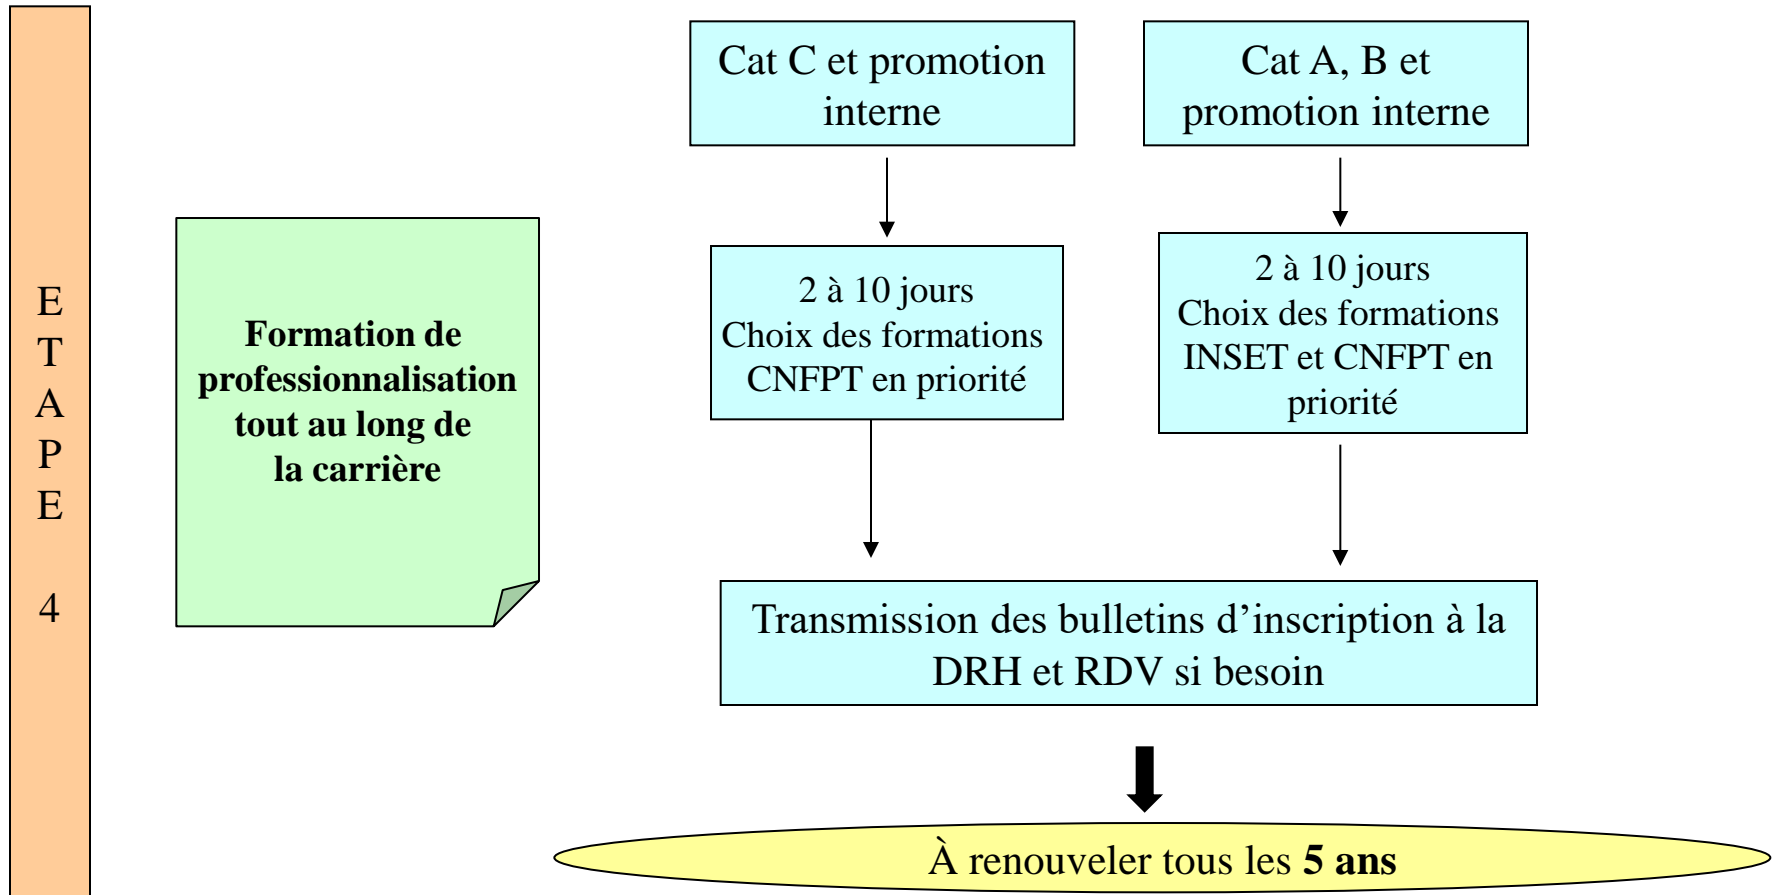 E
T
A
P
E
4
Formation de
professionnalisation
tout au long de
la carrière
Cat C et promotion
interne
Cat A, B et
promotion interne
2 à 10 jours
Choix des formations
CNFPT en priorité
2 à 10 jours
Choix des formations
INSET et CNFPT en
priorité
Transmission des bulletins d’inscription à la
DRH et RDV si besoin
À renouveler tous les 5 ans